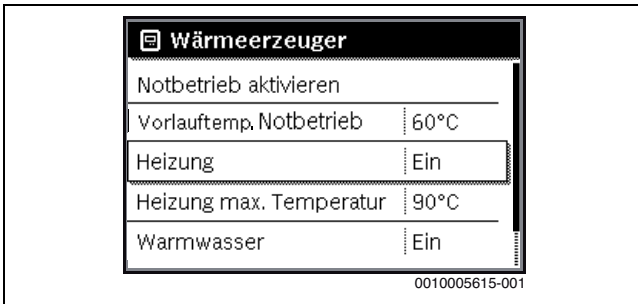 Wärmeerzeuger
Notbetrieb aktivieren
Vorlauftemp. Notbetrieb 60°C
Heizung Ein
Heizung max. Temperatur 90°C
Warmwasser Ein
0010005615-001